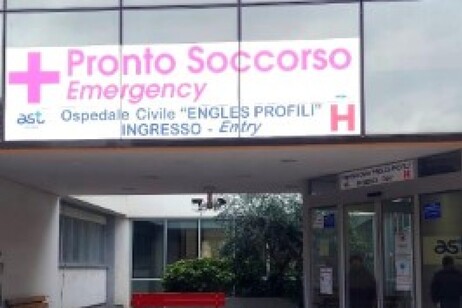 Pronto Soccorso
Emergency
ast
Ospedale Civile "ENGLES PROFILI"
INGRESSO - Entry
H
H
ast